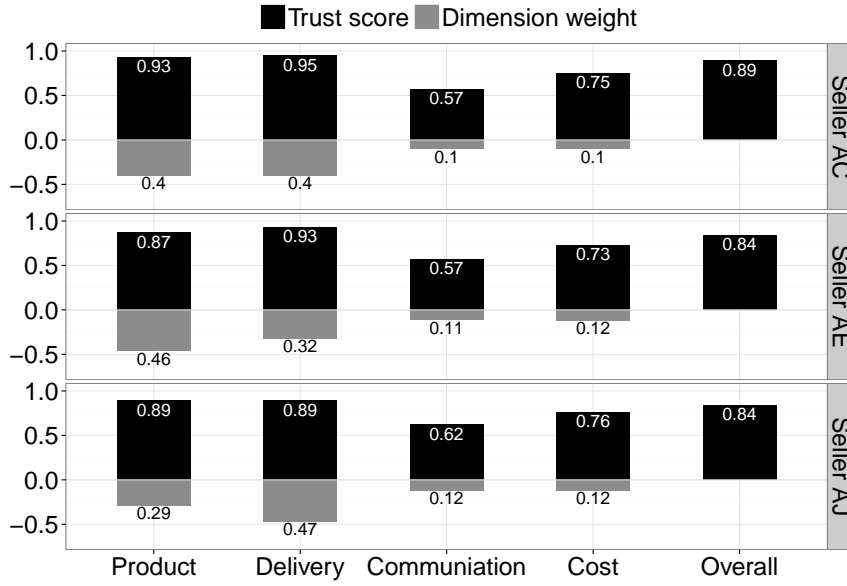 Trust score Dimension weight
1.0
0.5
0.0
−0.5
0.93 0.95 0.57 0.75 0.89
0.4 0.4 0.1 0.1
Seller AC
1.0
0.5
0.0
−0.5
0.87 0.93 0.57 0.73 0.84
0.46 0.32 0.11 0.12
Seller AE
1.0
0.5
0.0
−0.5
0.89 0.89 0.62 0.76 0.84
0.29 0.47 0.12 0.12
Seller AJ
Product Delivery Communiation Cost Overall